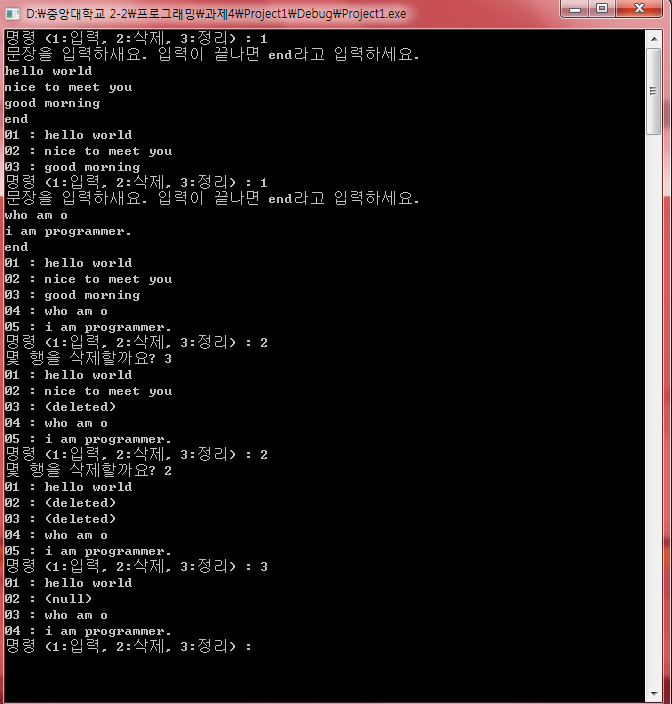 D:\중앙대학교 2-2\프로그래밍\과제4\Project1\Debug\Project1.exe
명령 (1:입력, 2:삭제, 3:정리) : 1
문장을 입력하새요. 입력이 끝나면 end라고 입력하세요.
hello world
nice to meet you
good morning
end
01 : hello world
02 : nice to meet you
03 : good morning
명령 (1:입력, 2:삭제, 3:정리) : 1
문장을 입력하새요. 입력이 끝나면 end라고 입력하세요.
who am o
i am programmer.
end
01 : hello world
02 : nice to meet you
03 : good morning
04 : who am o
05 : i am programmer.
명령 (1:입력, 2:삭제, 3:정리) : 2
몇 행을 삭제할까요? 3
01 : hello world
02 : nice to meet you
03 : (deleted)
04 : who am o
05 : i am programmer.
명령 (1:입력, 2:삭제, 3:정리) : 2
몇 행을 삭제할까요? 2
01 : hello world
02 : (deleted)
03 : (deleted)
04 : who am o
05 : i am programmer.
명령 (1:입력, 2:삭제, 3:정리) : 3
01 : hello world
02 : (null)
03 : who am o
04 : i am programmer.
명령 (1:입력, 2:삭제, 3:정리) :